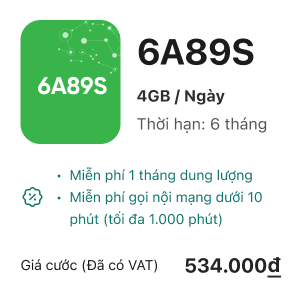 6A89S
6A89S
4GB / Ngày
Thời hạn: 6 tháng
• Miễn phí 1 tháng dung lượng
• Miễn phí gọi nội mạng dưới 10
phút (tối đa 1.000 phút)
Giá cước (Đã có VAT) 534.000đ